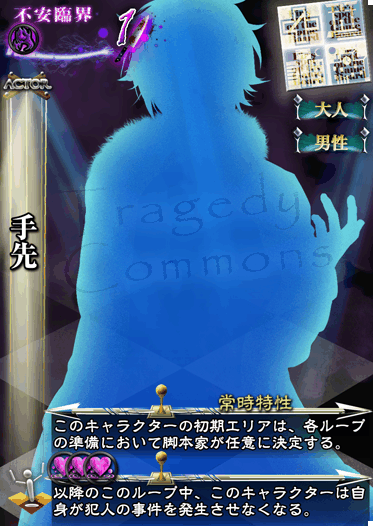 不安臨界
1
ACTOR
大人
男性
手先
Tragedy
Commons
常時特性
このキャラクターの初期エリアは、各ループ
の準備において脚本家が任意に決定する。
以降のこのループ中、このキャラクターは自
身が犯人の事件を発生させなくなる。